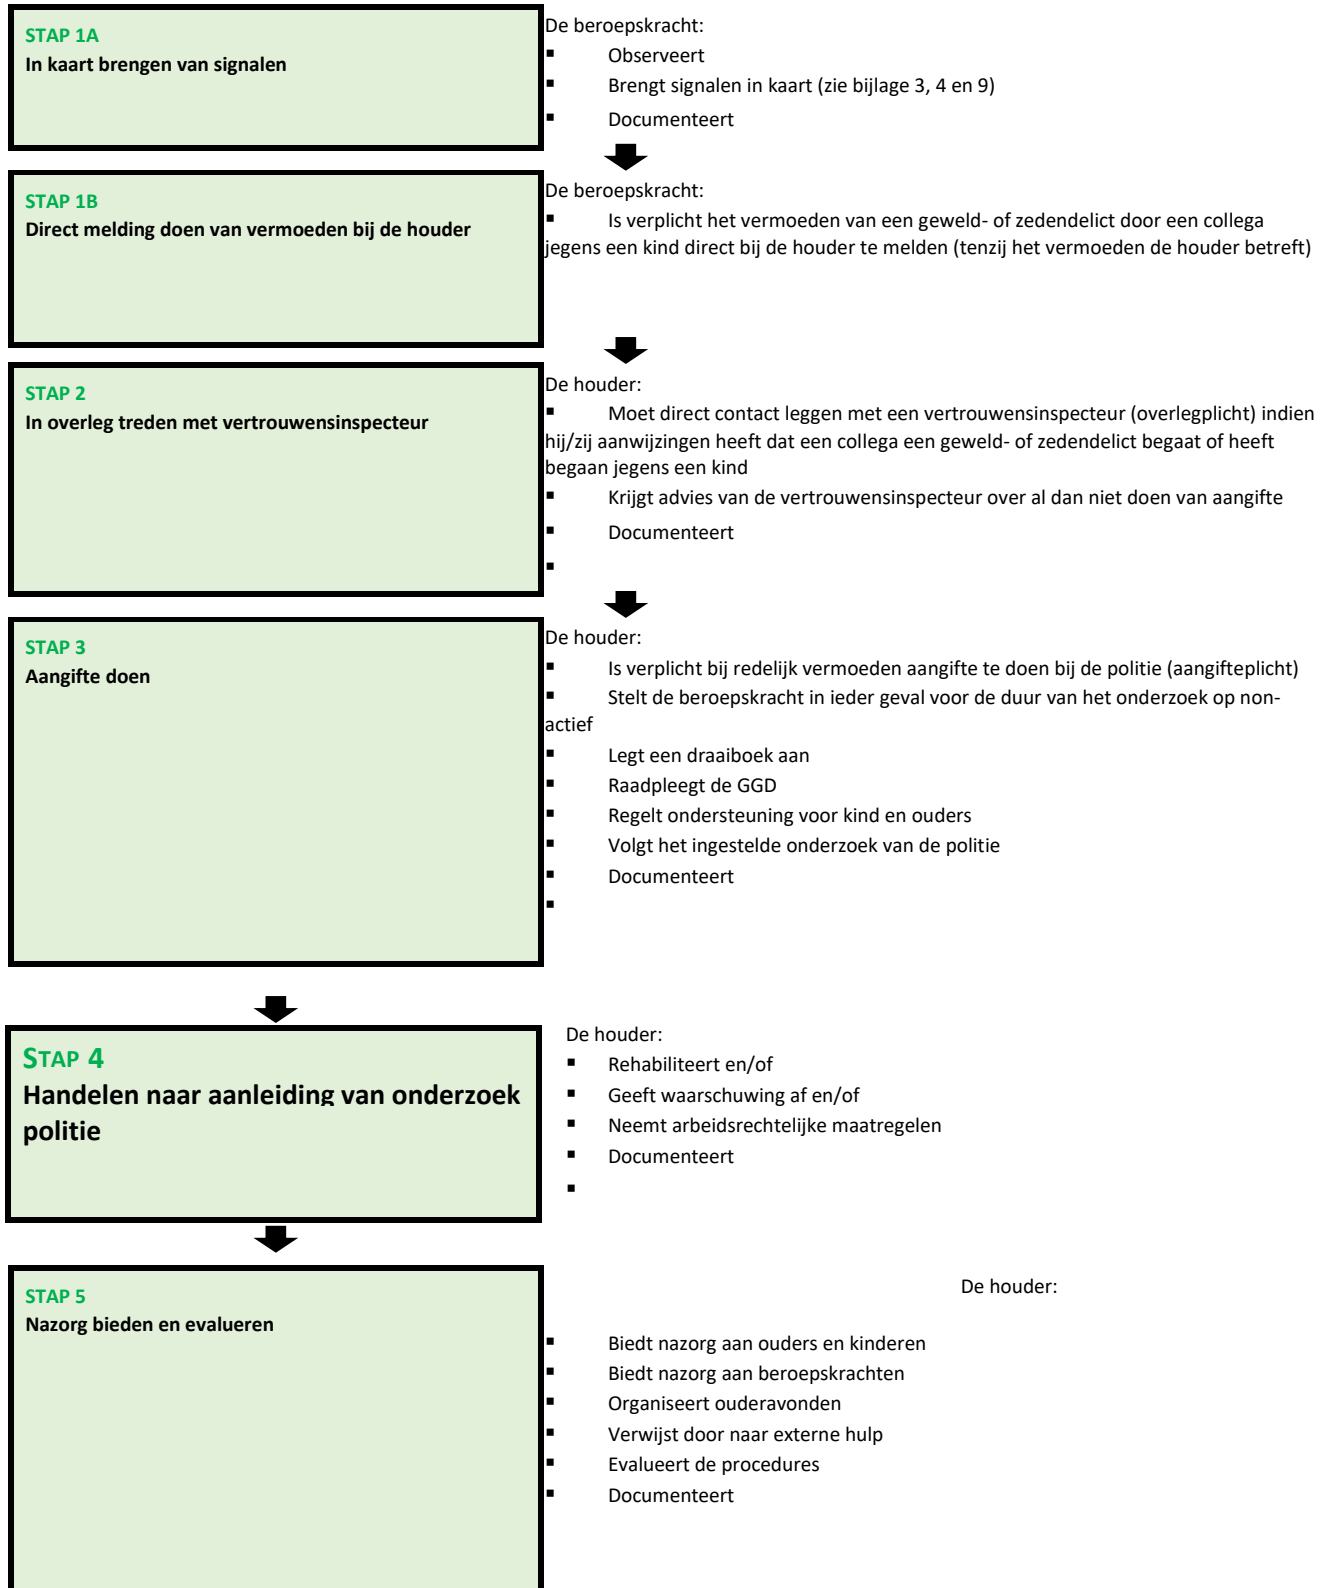 STAP 1A
In kaart brengen van signalen
De beroepskracht:
▪ Observeert
▪ Brengt signalen in kaart (zie bijlage 3, 4 en 9)
▪ Documenteert
STAP 1B
Direct melding doen van vermoeden bij de houder
De beroepskracht:
▪ Is verplicht het vermoeden van een geweld- of zedendelict door een collega
jegens een kind direct bij de houder te melden (tenzij het vermoeden de houder betreft)
STAP 2
In overleg treden met vertrouwensinspecteur
De houder:
▪ Moet direct contact leggen met een vertrouwensinspecteur (overlegplicht) indien
hij/zij aanwijzingen heeft dat een collega een geweld- of zedendelict begaat of heeft
begaan jegens een kind
▪ Krijgt advies van de vertrouwensinspecteur over al dan niet doen van aangifte
▪ Documenteert
▪
STAP 3
Aangifte doen
De houder:
▪ Is verplicht bij redelijk vermoeden aangifte te doen bij de politie (aangifteplicht)
▪ Stelt de beroepskracht in ieder geval voor de duur van het onderzoek op non-
actief
▪ Legt een draaiboek aan
▪ Raadpleegt de GGD
▪ Regelt ondersteuning voor kind en ouders
▪ Volgt het ingestelde onderzoek van de politie
▪ Documenteert
▪
STAP 4
Handelen naar aanleiding van onderzoek
politie
De houder:
▪ Rehabiliteert en/of
▪ Geeft waarschuwing af en/of
▪ Neemt arbeidsrechtelijke maatregelen
▪ Documenteert
▪
STAP 5
Nazorg bieden en evalueren
De houder:
▪ Biedt nazorg aan ouders en kinderen
▪ Biedt nazorg aan beroepskrachten
▪ Organiseert ouderavonden
▪ Verwijst door naar externe hulp
▪ Evalueert de procedures
▪ Documenteert